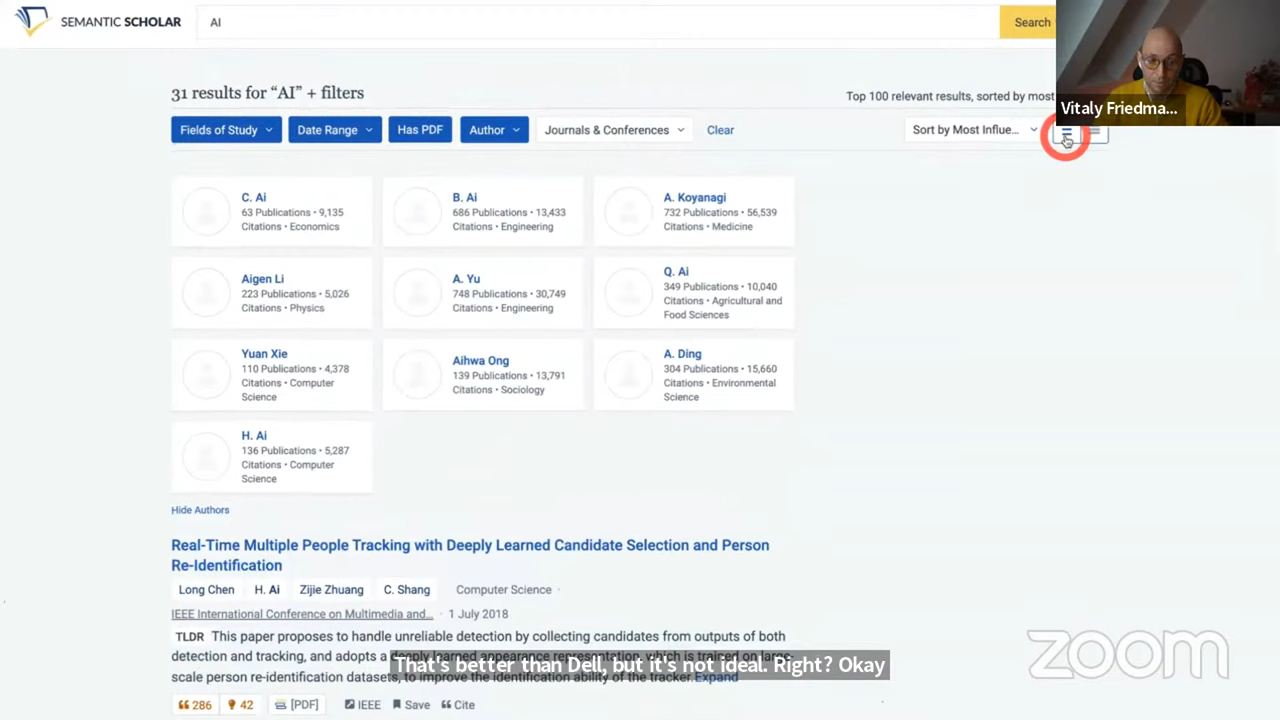 SEMANTIC SCHOLAR
AI
Search
Vitaly Friedma...
31 results for “AI” + filters
Top 100 relevant results, sorted by most
Fields of Study
Date Range
Has PDF
Author
Journals & Conferences
Clear
Sort by Most Influe...
C. Ai
63 Publications • 9,135
Citations • Economics
B. Ai
686 Publications • 13,433
Citations • Engineering
A. Koyanagi
732 Publications • 56,539
Citations • Medicine
Aigen Li
223 Publications • 5,026
Citations • Physics
A. Yu
748 Publications • 30,749
Citations • Engineering
Q. Ai
349 Publications • 10,040
Citations • Agricultural and
Food Sciences
Yuan Xie
110 Publications • 4,378
Citations • Computer
Science
Aihwa Ong
139 Publications • 13,791
Citations • Sociology
A. Ding
304 Publications • 15,660
Citations • Environmental
Science
H. Ai
136 Publications • 5,287
Citations • Computer
Science
Hide Authors
Real-Time Multiple People Tracking with Deeply Learned Candidate Selection and Person
Re-Identification
Long Chen H. Ai Zijie Zhuang C. Shang Computer Science ·
IEEE International Conference on Multimedia and... · 1 July 2018
TLDR This paper proposes to handle unreliable detection by collecting candidates from outputs of both
detection and tracking, and adopts a deeply learned appearance representation, which is trained on large-
scale person re-identification datasets, to improve the identification ability of the tracker. Expand
That's better than Dell, but it's not ideal. Right? Okay
286 42 [PDF] IEEE Save Cite
zoom